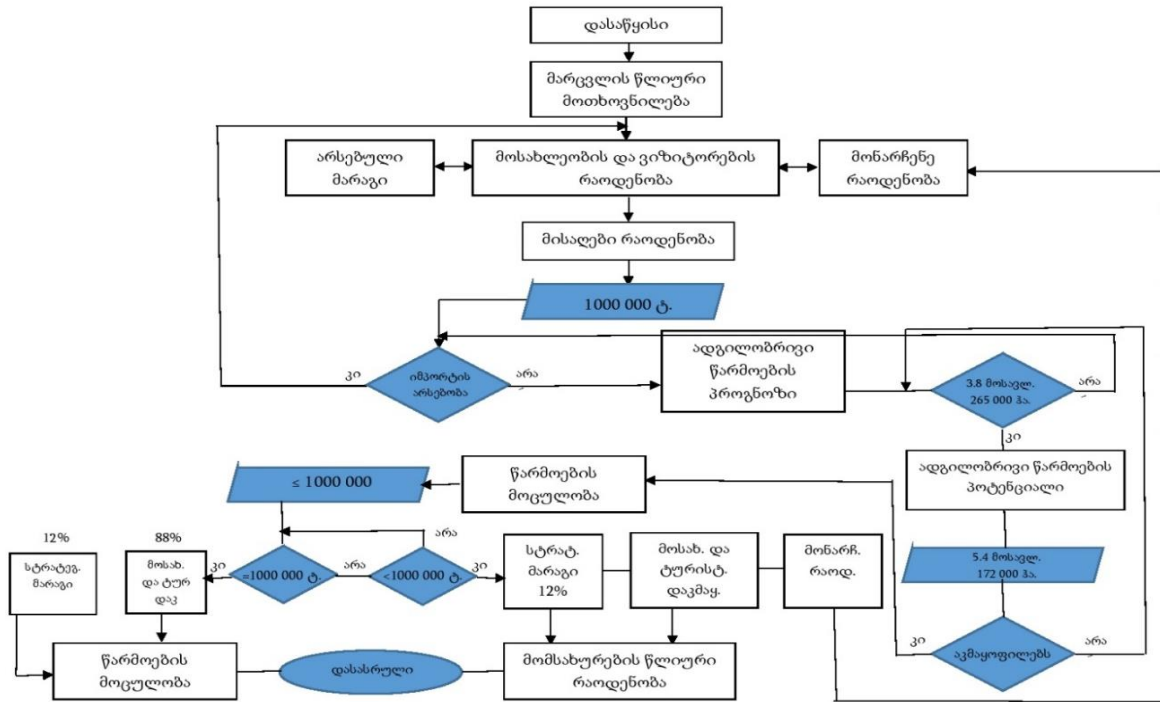 დასაწყისი
მარცვლის წლიური
მოთხოვნილება
არსებული
მარაგი
მოსახლეობის და ვიზიტორების
რაოდენობა
მონარჩენე
რაოდენობა
მისაღები რაოდენობა
1000 000 ტ.
კი
იმპორტის
არსებობა
არა
ადგილობრივი
წარმოების
პროგნოზი
3.8 მოსავლ.
265 000 ჰა.
არა
კი
ადგილობრივი წარმოების
პოტენციალი
≤ 1000 000
წარმოების
მოცულობა
12%
სტრატეგ.
მარაგი
88%
მოსახ.
და ტურ
დაკ
კი
=1000 000 ტ.
არა
<1000 000 ტ.
არა
კი
სტრატ.
მარაგი
12%
მოსახ. და
ტურისტ.
დაკმაყ.
მონარჩ.
რაოდ.
5.4 მოსავლ.
172 000 ჰა.
კი
აკმაყოფილებს
არა
წარმოების
მოცულობა
დასასრული
მომსახურების წლიური
რაოდენობა